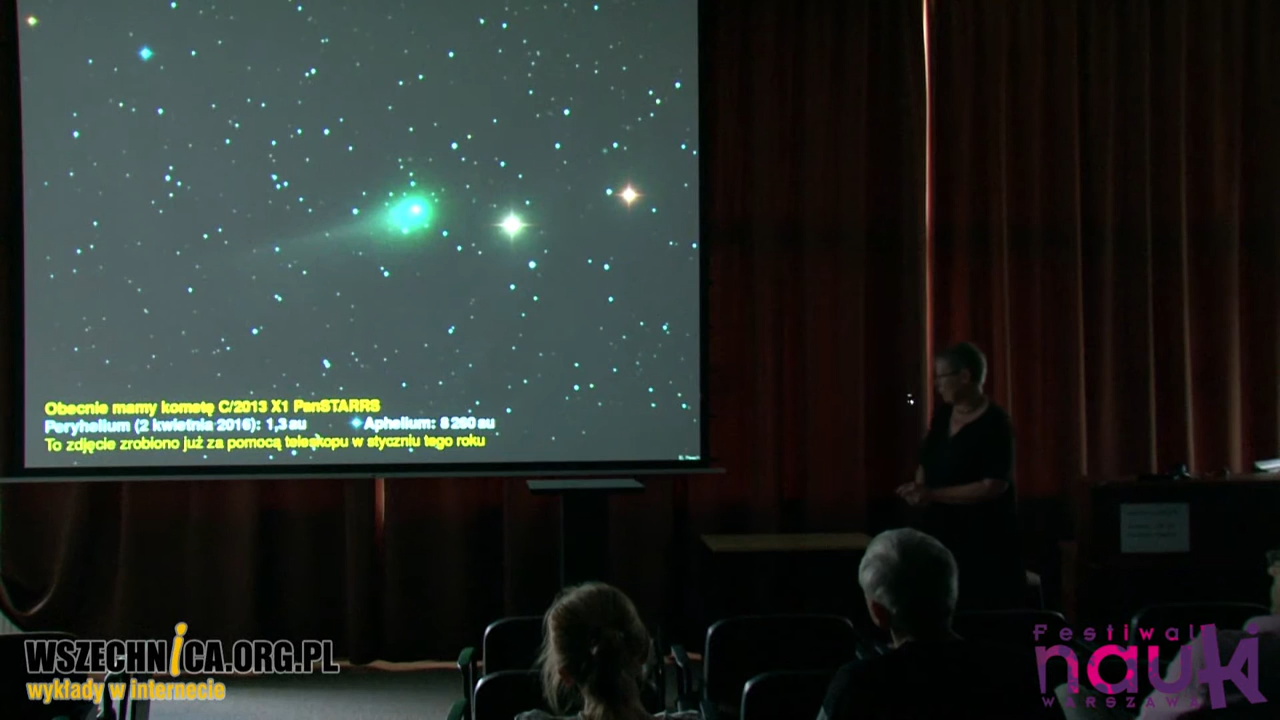 Obecnie mamy kometę C/2013 X1 PanSTARRS
Peryhelium (2 kwietnia 2016): 1,3 au Aphelium: 8 260 au
To zdjęcie zrobiono już za pomocą teleskopu w styczniu tego roku
WSZECHNiCA.ORG.PL
wykłady w internecie
Festiwal
nauki
WARSZAWA